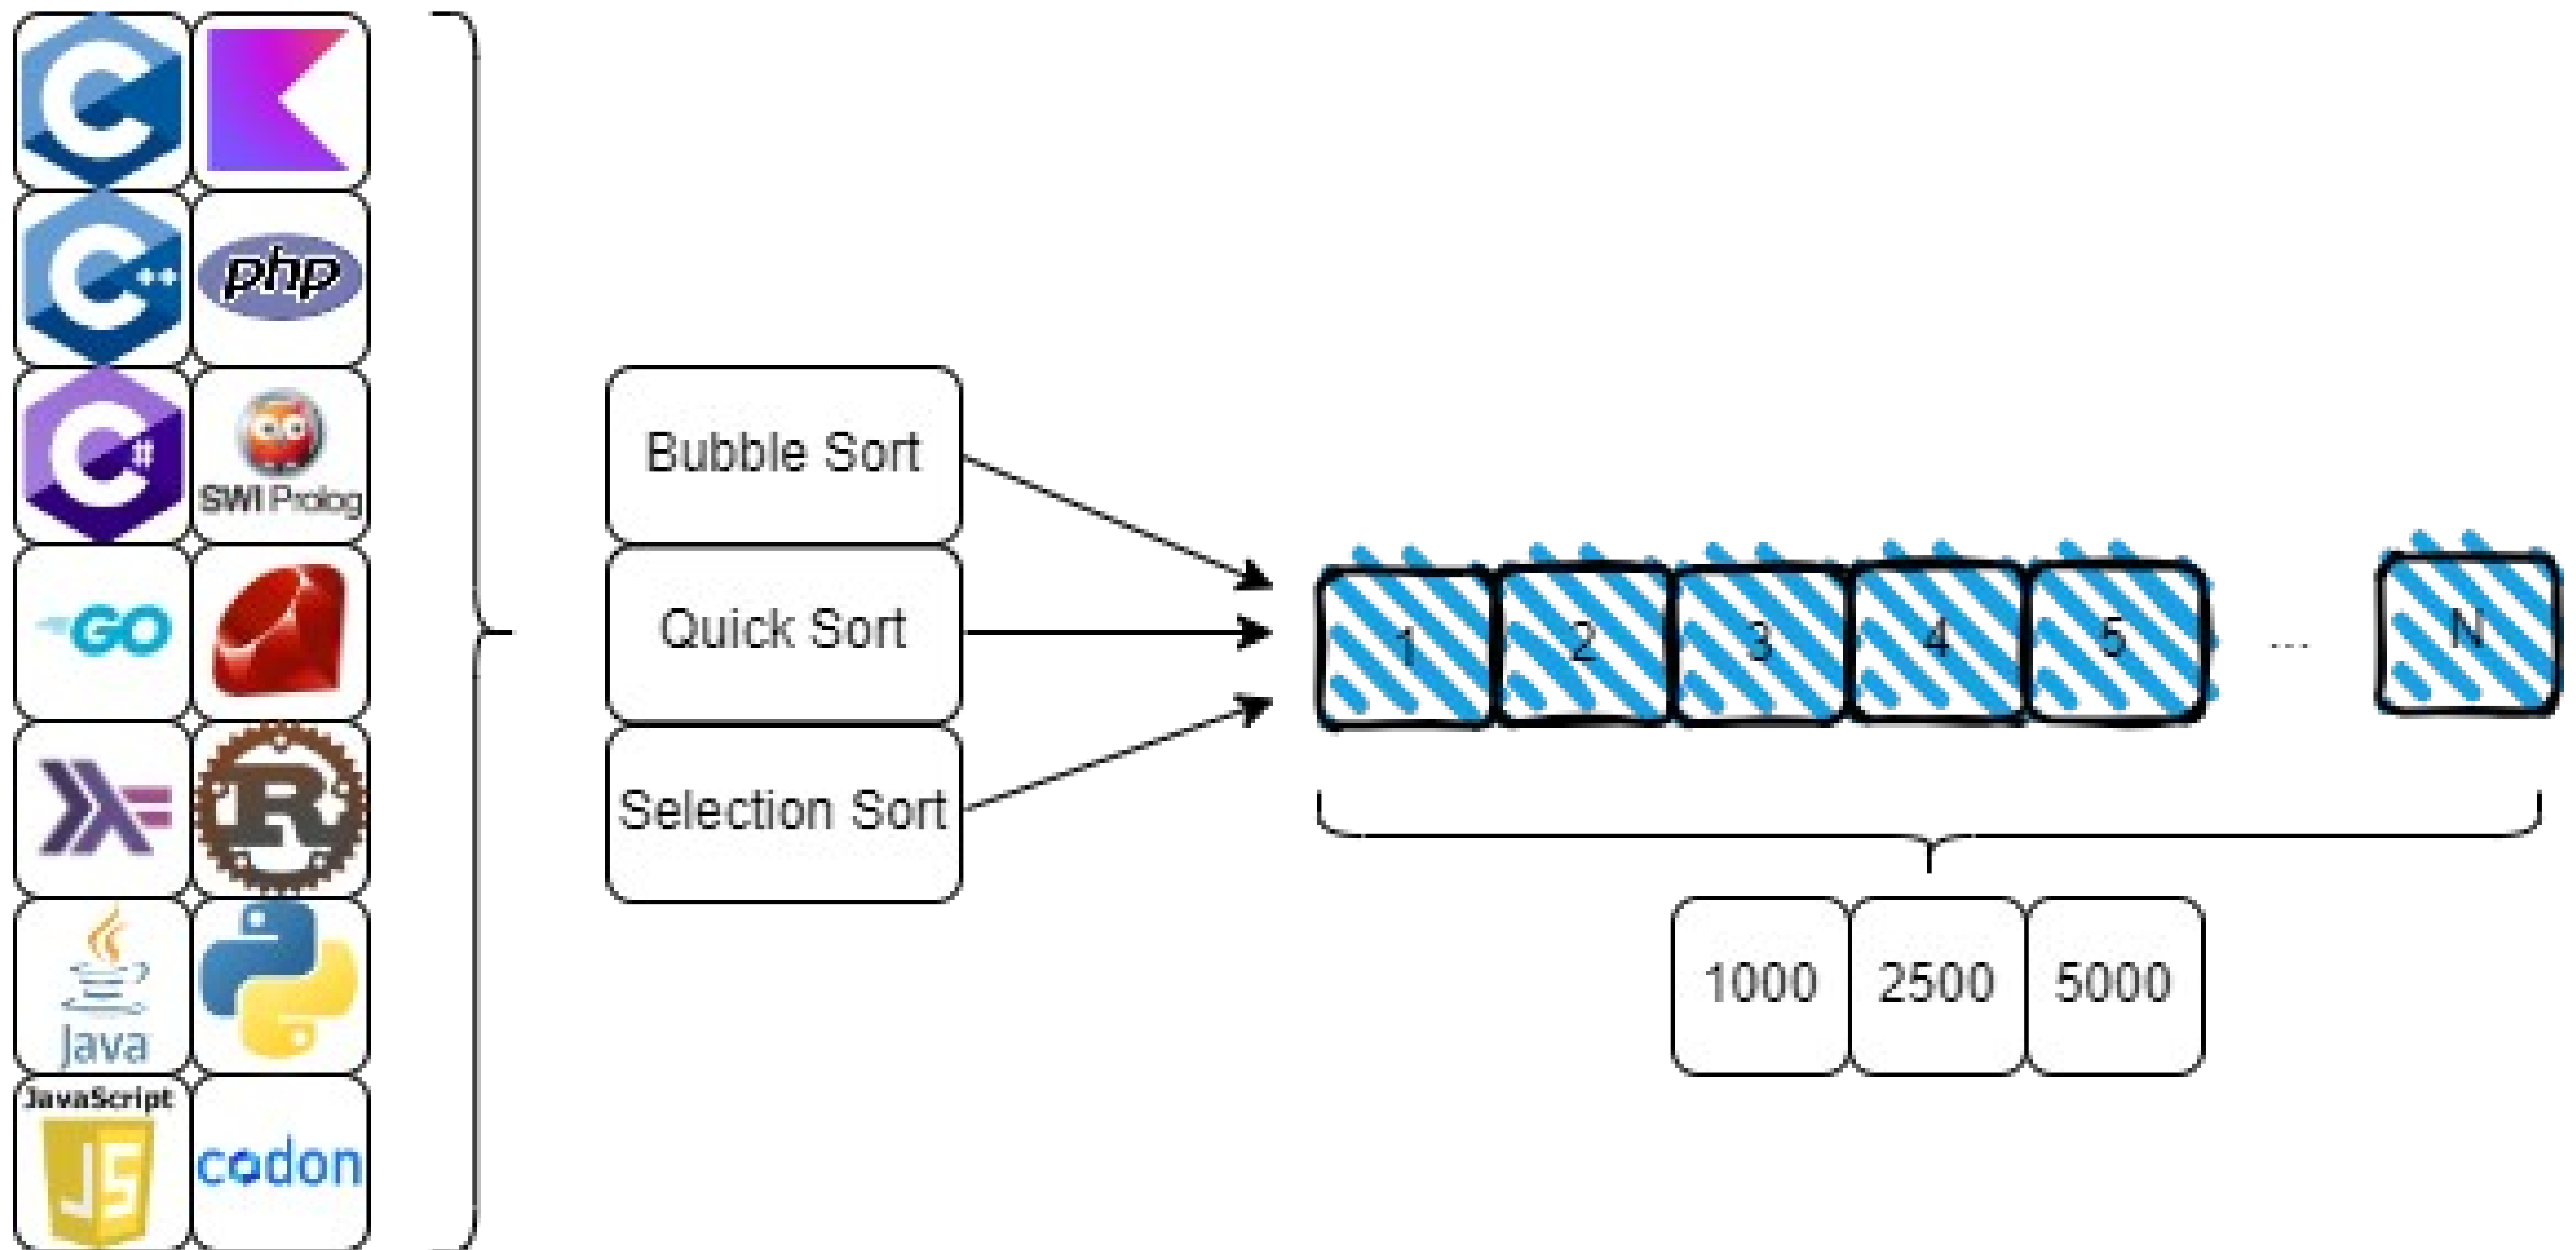 C
C++
php
C#
SWI Prolog
GO
R
Java
JavaScript
JS
codon
Bubble Sort
Quick Sort
Selection Sort
1 2 3 4 5 ... N
1000 2500 5000